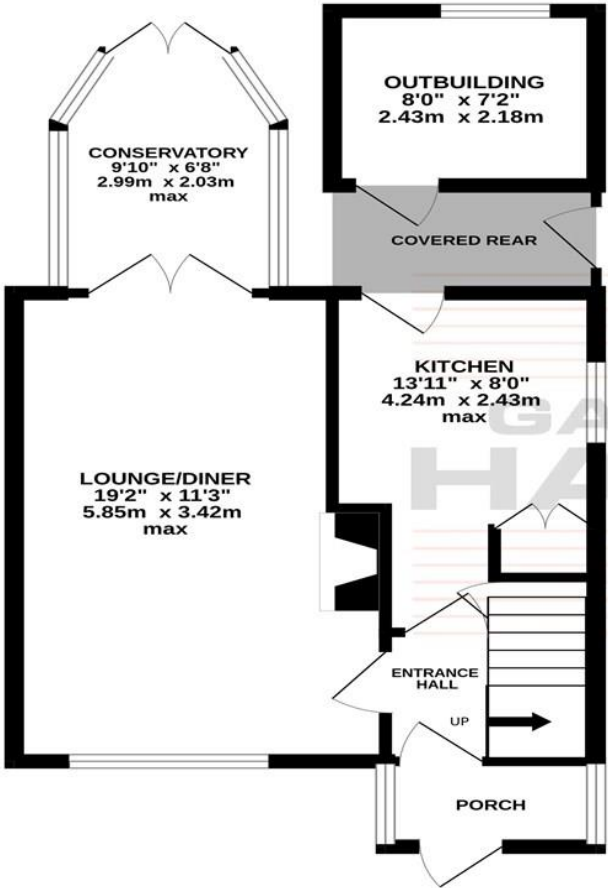 OUTBUILDING
8'0" x 7'2"
2.43m x 2.18m
CONSERVATORY
9'10" x 6'8"
2.99m x 2.03m
max
COVERED REAR
KITCHEN
13'11" x 8'0"
4.24m x 2.43m
max
GA
HA
LOUNGE/DINER
19'2" x 11'3"
5.85m x 3.42m
max
ENTRANCE
HALL
UP
PORCH